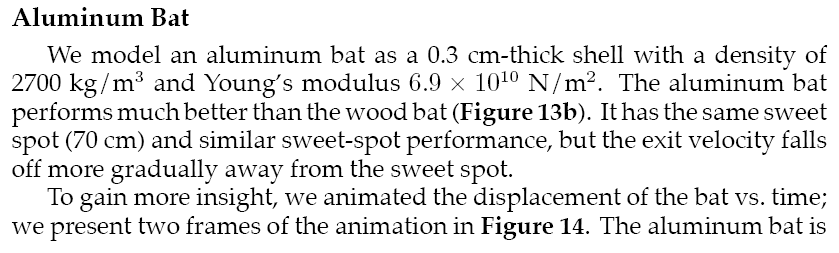 Aluminum Bat
We model an aluminum bat as a 0.3 cm-thick shell with a density of
2700 kg/m³ and Young's modulus 6.9 × 10¹⁰ N/m². The aluminum bat
performs much better than the wood bat (Figure 13b). It has the same sweet
spot (70 cm) and similar sweet-spot performance, but the exit velocity falls
off more gradually away from the sweet spot.
To gain more insight, we animated the displacement of the bat vs. time;
we present two frames of the animation in Figure 14. The aluminum bat is